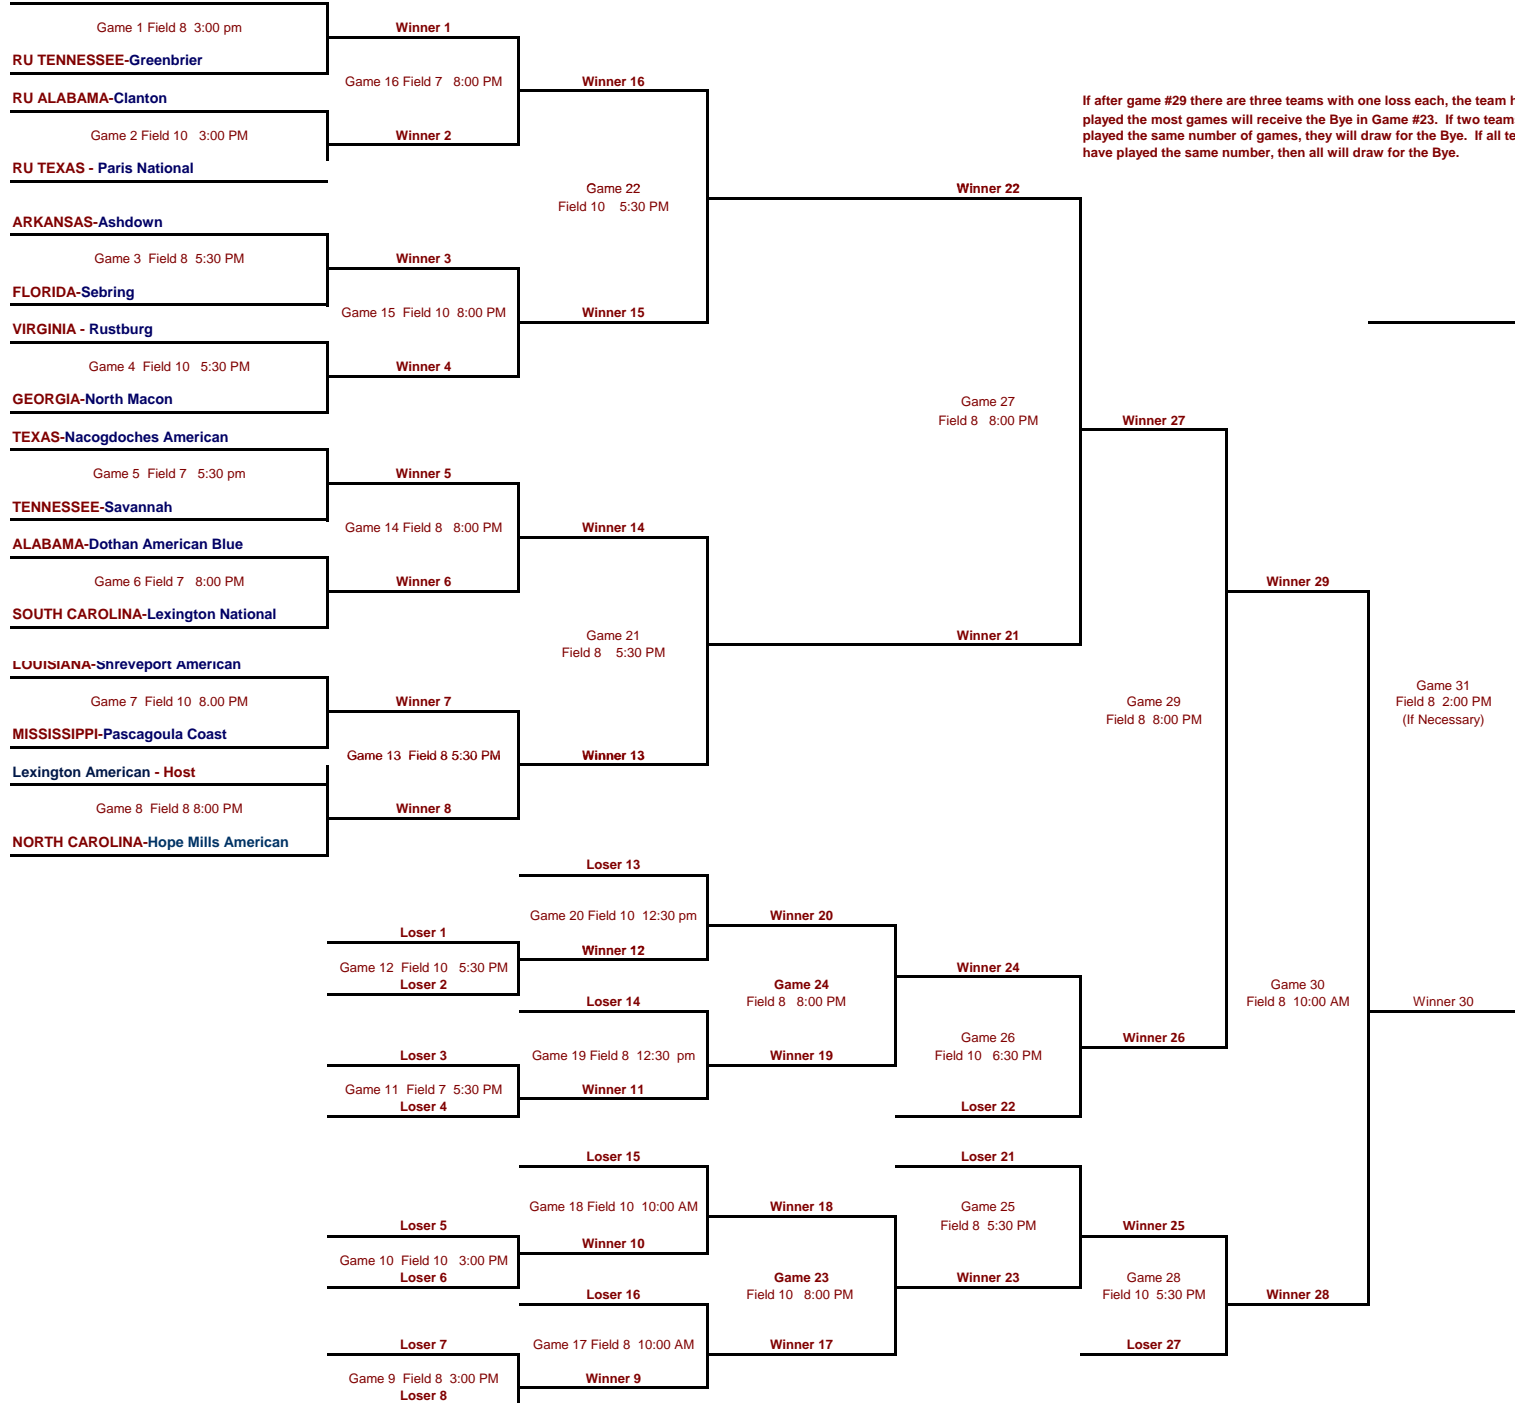 Game 1 Field 8 3:00 pm
RU TENNESSEE-Greenbrier
RU ALABAMA-Clanton
Game 2 Field 10 3:00 PM
RU TEXAS - Paris National
ARKANSAS-Ashdown
Game 3 Field 8 5:30 PM
FLORIDA-Sebring
VIRGINIA - Rustburg
Game 4 Field 10 5:30 PM
GEORGIA-North Macon
TEXAS-Nacogdoches American
Game 5 Field 7 5:30 pm
TENNESSEE-Savannah
ALABAMA-Dothan American Blue
Game 6 Field 7 8:00 PM
SOUTH CAROLINA-Lexington National
LOUISIANA-Shreveport American
Game 7 Field 10 8.00 PM
MISSISSIPPI-Pascagoula Coast
Lexington American - Host
Game 8 Field 8 8:00 PM
NORTH CAROLINA-Hope Mills American
Winner 1
Game 16 Field 7 8:00 PM
Winner 2
Winner 3
Game 15 Field 10 8:00 PM
Winner 4
Winner 5
Game 14 Field 8 8:00 PM
Winner 6
Winner 7
Game 13 Field 8 5:30 PM
Winner 8
Loser 1
Game 12 Field 10 5:30 PM
Loser 2
Loser 3
Game 11 Field 7 5:30 PM
Loser 4
Loser 5
Game 10 Field 10 3:00 PM
Loser 6
Loser 7
Game 9 Field 8 3:00 PM
Loser 8
Winner 16
Game 22
Field 10 5:30 PM
Winner 15
Winner 14
Game 21
Field 8 5:30 PM
Winner 13
Loser 13
Game 20 Field 10 12:30 pm
Winner 12
Loser 14
Game 19 Field 8 12:30 pm
Winner 11
Loser 15
Game 18 Field 10 10:00 AM
Winner 10
Loser 16
Game 17 Field 8 10:00 AM
Winner 9
Winner 20
Game 24
Field 8 8:00 PM
Winner 19
Winner 18
Game 23
Field 10 8:00 PM
Winner 17
Winner 22
Game 27
Field 8 8:00 PM
Winner 21
Winner 24
Game 26
Field 10 6:30 PM
Loser 22
Loser 21
Game 25
Field 8 5:30 PM
Winner 23
If after game #29 there are three teams with one loss each, the team
played the most games will receive the Bye in Game #23. If two team
played the same number of games, they will draw for the Bye. If all
have played the same number, then all will draw for the Bye.
Winner 27
Game 29
Field 8 8:00 PM
Winner 26
Winner 25
Game 28
Field 10 5:30 PM
Loser 27
Winner 29
Game 30
Field 8 10:00 AM
Winner 28
Game 31
Field 8 2:00 PM
(If Necessary)
Winner 30